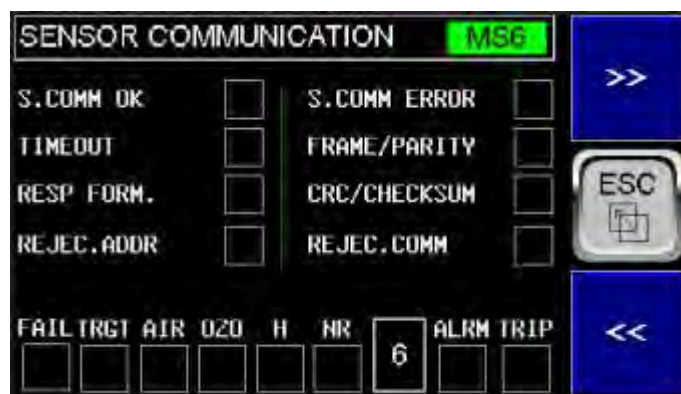 SENSOR COMMUNICATION MS6
>>
S.COMM OK S.COMM ERROR
TIMEOUT FRAME/PARITY
RESP FORM. CRC/CHECKSUM
ESC
REJEC.ADDR REJEC.COMM
FAIL TRGT AIR OZO H NR ALRM TRIP
6
<<